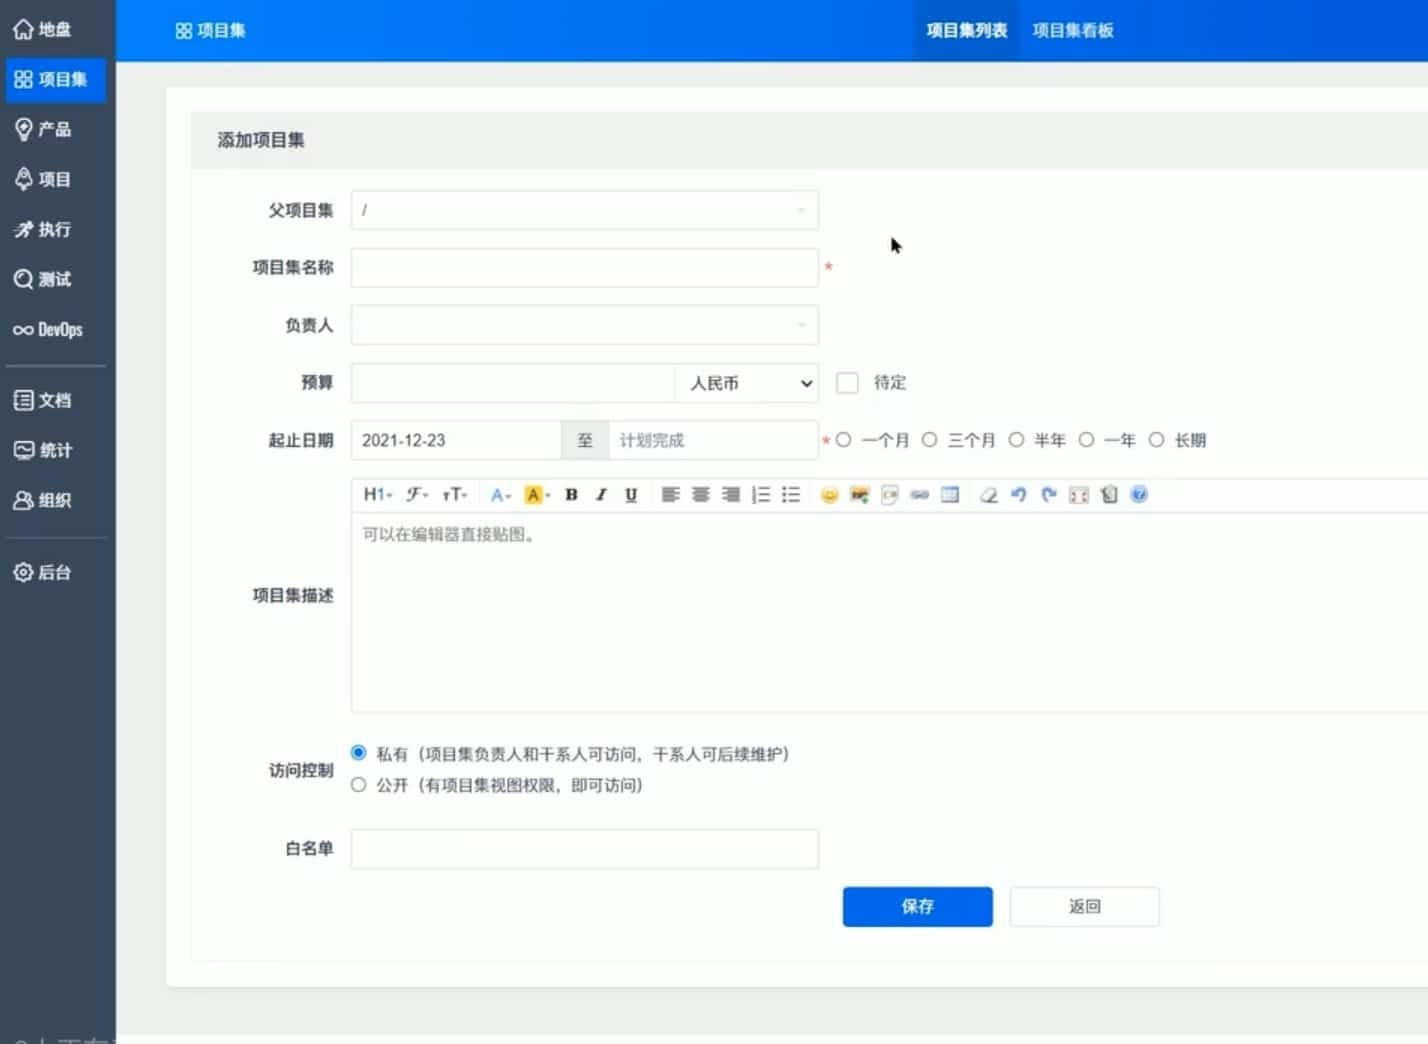 地盘
项目集
产品
项目
执行
测试
DevOps
文档
统计
组织
后台
项目集
项目集列表 项目集看板
添加项目集
父项目集 /
项目集名称 *
负责人
预算 人民币 待定
起止日期 2021-12-23 至 计划完成 * 一个月 三个月 半年 一年 长期
H1 F TT A A B I U
可以在编辑器直接贴图。
项目集描述
访问控制 私有（项目集负责人和干系人可访问，干系人可后续维护）
公开（有项目集视图权限，即可访问）
白名单
保存 返回